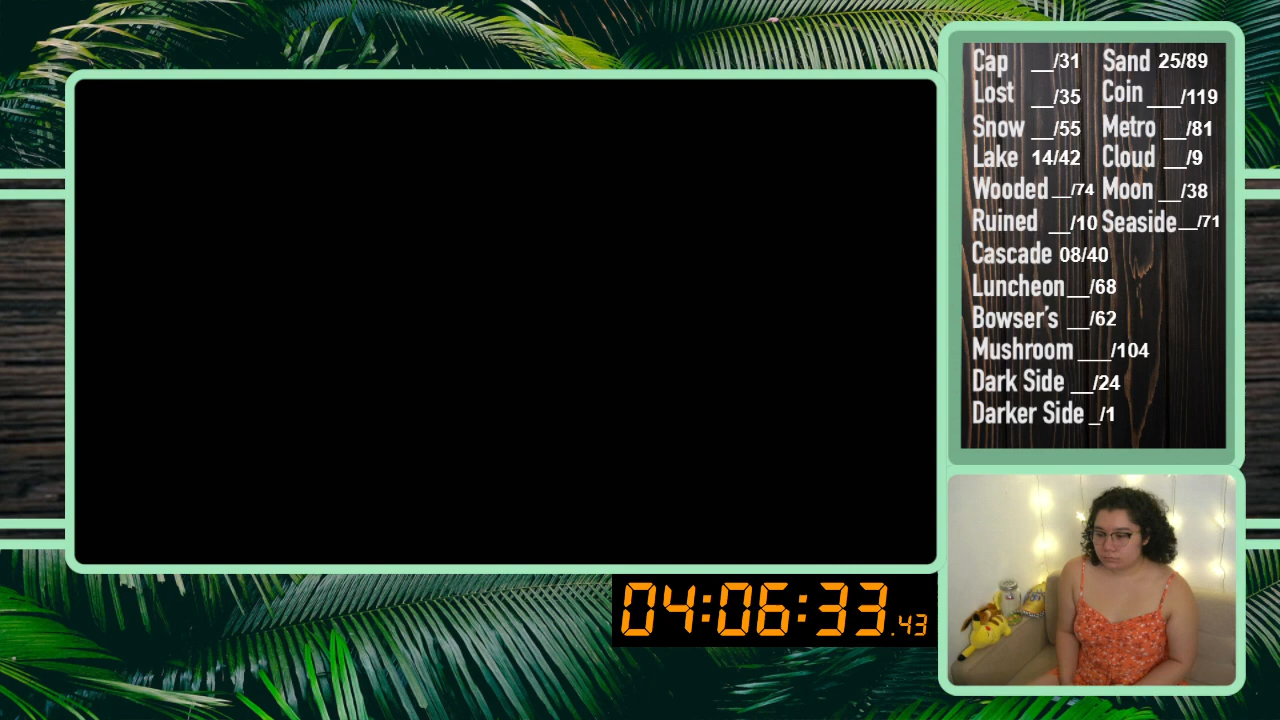 Cap __/31 Sand 25/89
Lost __/35 Coin ___/119
Snow __/55 Metro __/81
Lake 14/42 Cloud __/9
Wooded __/74 Moon __/38
Ruined __/10 Seaside __/71
Cascade 08/40
Luncheon __/68
Bowser's __/62
Mushroom ___/104
Dark Side __/24
Darker Side _/1
04:06:33.43